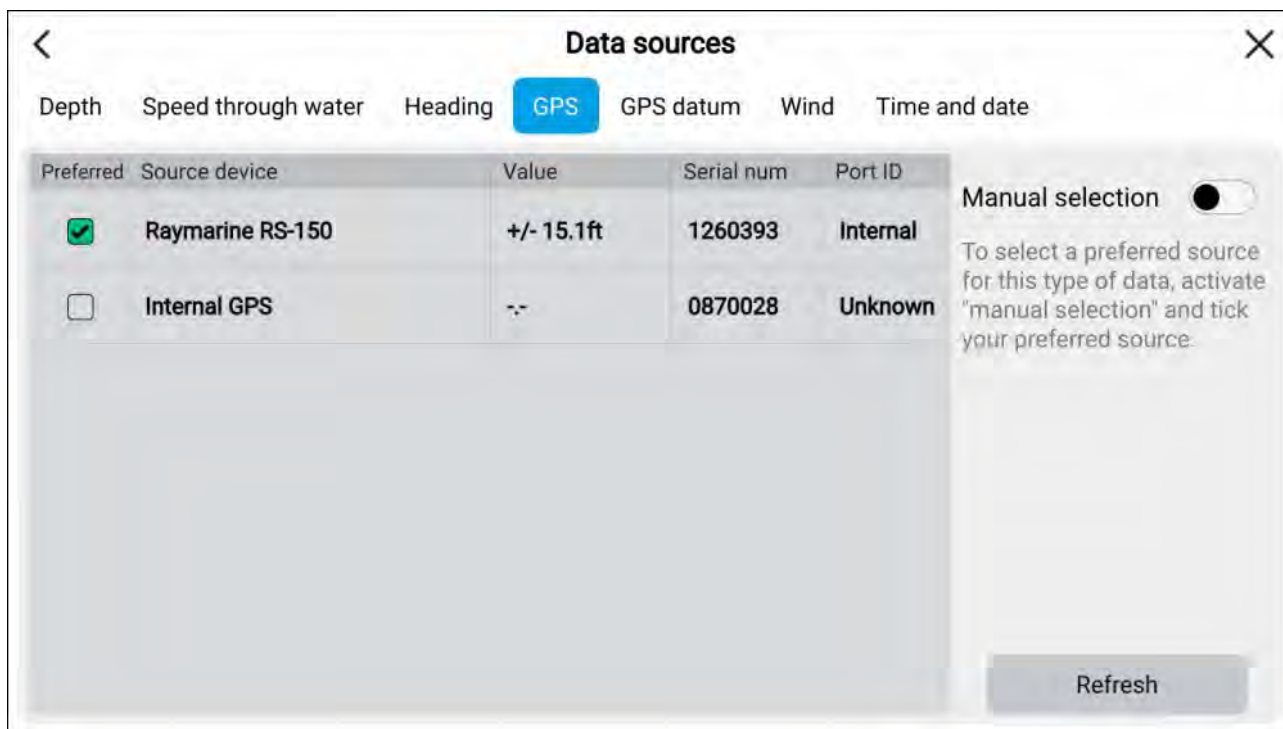 Data sources
Depth Speed through water Heading GPS GPS datum Wind Time and date
Preferred Source device Value Serial num Port ID
Raymarine RS-150 +/- 15.1ft 1260393 Internal
Internal GPS -.- 0870028 Unknown
Manual selection
To select a preferred source
for this type of data, activate
"manual selection" and tick
your preferred source.
Refresh